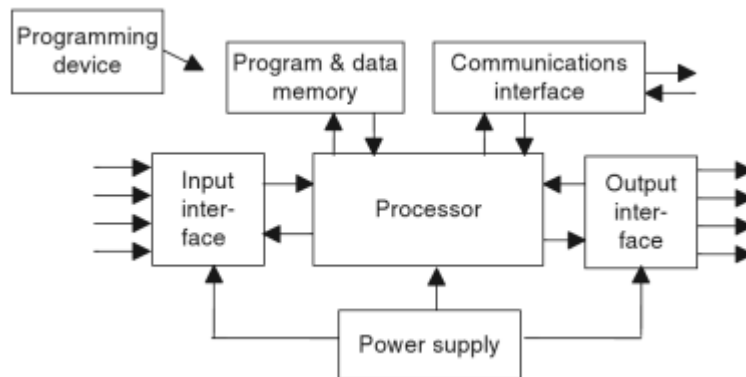 Programming
device
Program & data
memory
Communications
interface
Input
inter-
face
Processor
Output
inter-
face
Power supply